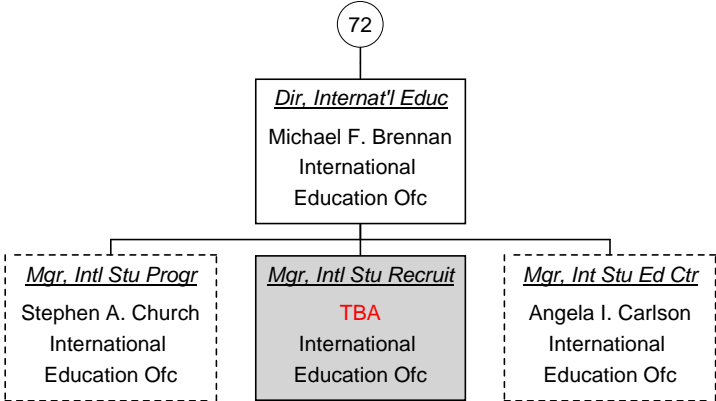 72
Dir, Internat'l Educ
Michael F. Brennan
International
Education Ofc
Mgr, Intl Stu Progr
Stephen A. Church
International
Education Ofc
Mgr, Intl Stu Recruit
TBA
International
Education Ofc
Mgr, Int Stu Ed Ctr
Angela I. Carlson
International
Education Ofc